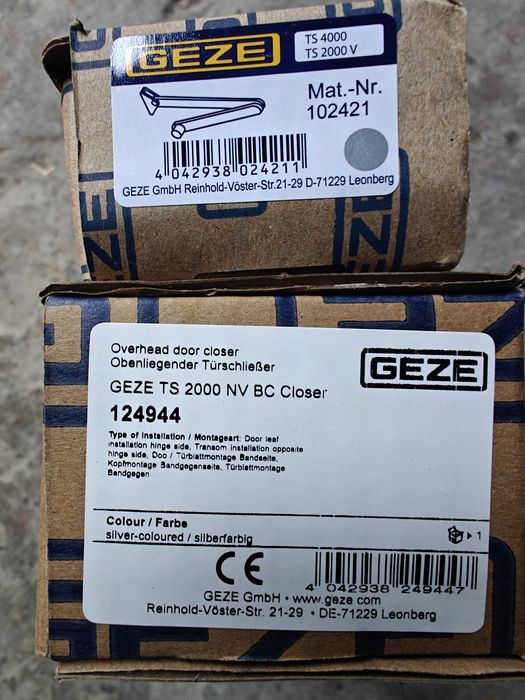 GEZE
TS 4000
TS 2000 V
Mat.-Nr.
102421
4 042938 024211
GEZE GmbH Reinhold-Vöster-Str.21-29 D-71229 Leonberg
Overhead door closer
Obenliegender Türschließer
GEZE
GEZE TS 2000 NV BC Closer
124944
Type of installation / Montageart: Door leaf
installation hinge side, Transom installation opposite
hinge side, Doo / Türblattmontage Bandseite,
Kopfmontage Bandgegenseite, Türblattmontage
Bandgegen
Colour / Farbe
silver-coloured / silberfarbig
1
CE
4 042938 249447
GEZE GmbH • www.geze.com
Reinhold-Vöster-Str. 21-29 • DE-71229 Leonberg